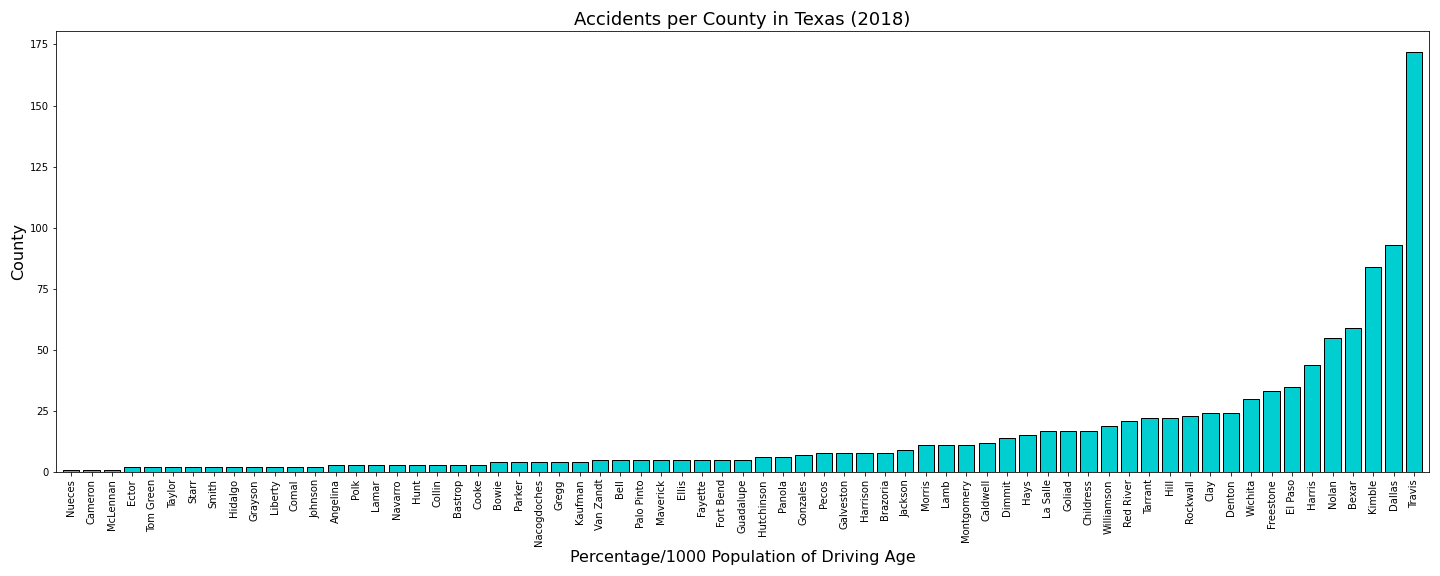 Accidents per County in Texas (2018)
175
150
125
100
75
50
25
0
County
Nueces
Cameron
McLennan
Ector
Tom Green
Taylor
Starr
Smith
Hidalgo
Grayson
Liberty
Comal
Johnson
Angelina
Polk
Lamar
Navarro
Hunt
Collin
Bastrop
Cooke
Bowie
Parker
Nacogdoches
Gregg
Kaufman
Van Zandt
Bell
Palo Pinto
Maverick
Ellis
Fayette
Fort Bend
Guadalupe
Hutchinson
Panola
Gonzales
Pecos
Galveston
Harrison
Brazoria
Jackson
Morris
Lamb
Montgomery
Caldwell
Dimmit
Hays
La Salle
Goliad
Childress
Williamson
Red River
Tarrant
Hill
Rockwall
Clay
Denton
Wichita
Freestone
El Paso
Harris
Nolan
Bexar
Kimble
Dallas
Travis
Percentage/1000 Population of Driving Age